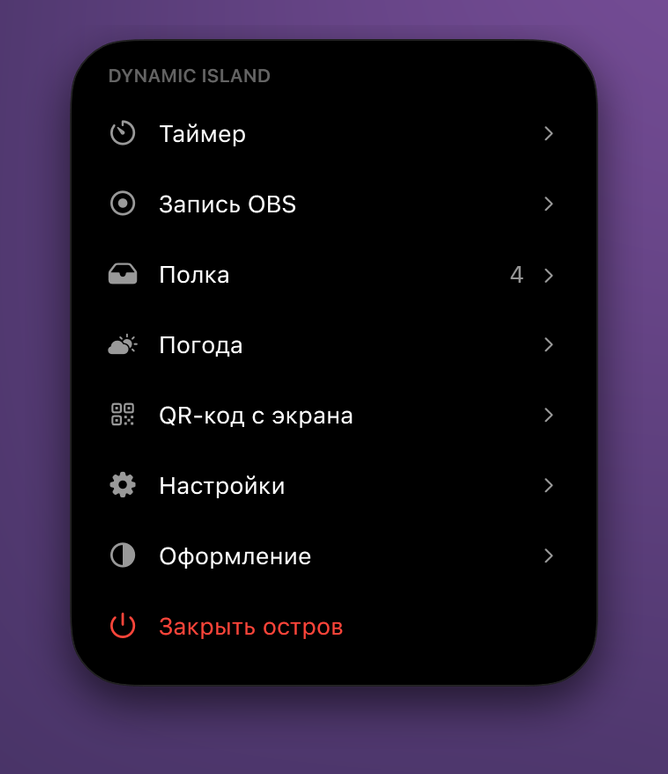 DYNAMIC ISLAND
Таймер
Запись OBS
Полка 4
Погода
QR-код с экрана
Настройки
Оформление
Закрыть остров